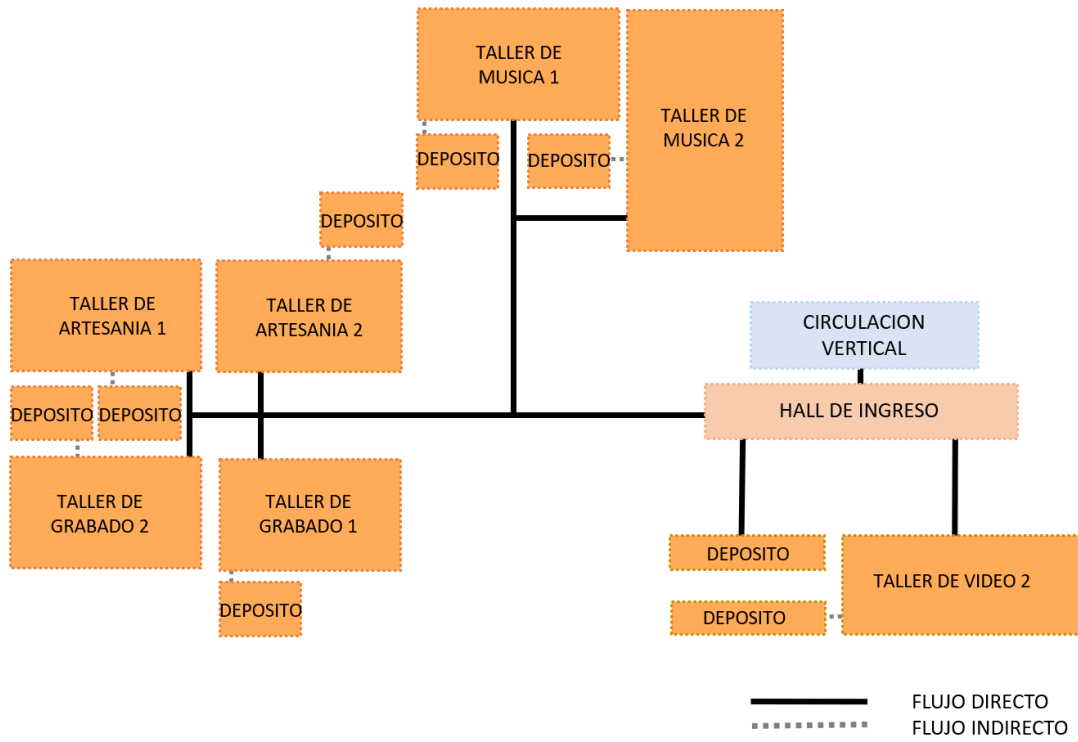 TALLER DE
MUSICA 1
TALLER DE
MUSICA 2
DEPOSITO
DEPOSITO
DEPOSITO
TALLER DE
ARTESANIA 1
TALLER DE
ARTESANIA 2
CIRCULACION
VERTICAL
HALL DE INGRESO
DEPOSITO
DEPOSITO
TALLER DE
GRABADO 2
TALLER DE
GRABADO 1
DEPOSITO
DEPOSITO
TALLER DE VIDEO 2
DEPOSITO
FLUJO DIRECTO
FLUJO INDIRECTO